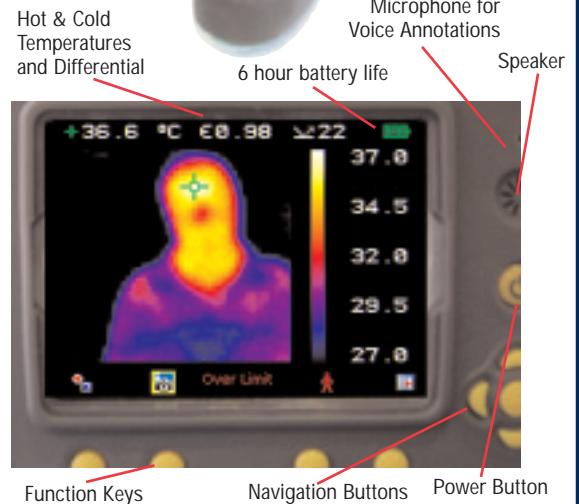 Microphone for
Voice Annotations
Hot & Cold
Temperatures
and Differential
6 hour battery life
Speaker
+36.6 °C €0.98 22
37.0
34.5
32.0
29.5
27.0
Over Limit
Function Keys
Navigation Buttons
Power Button